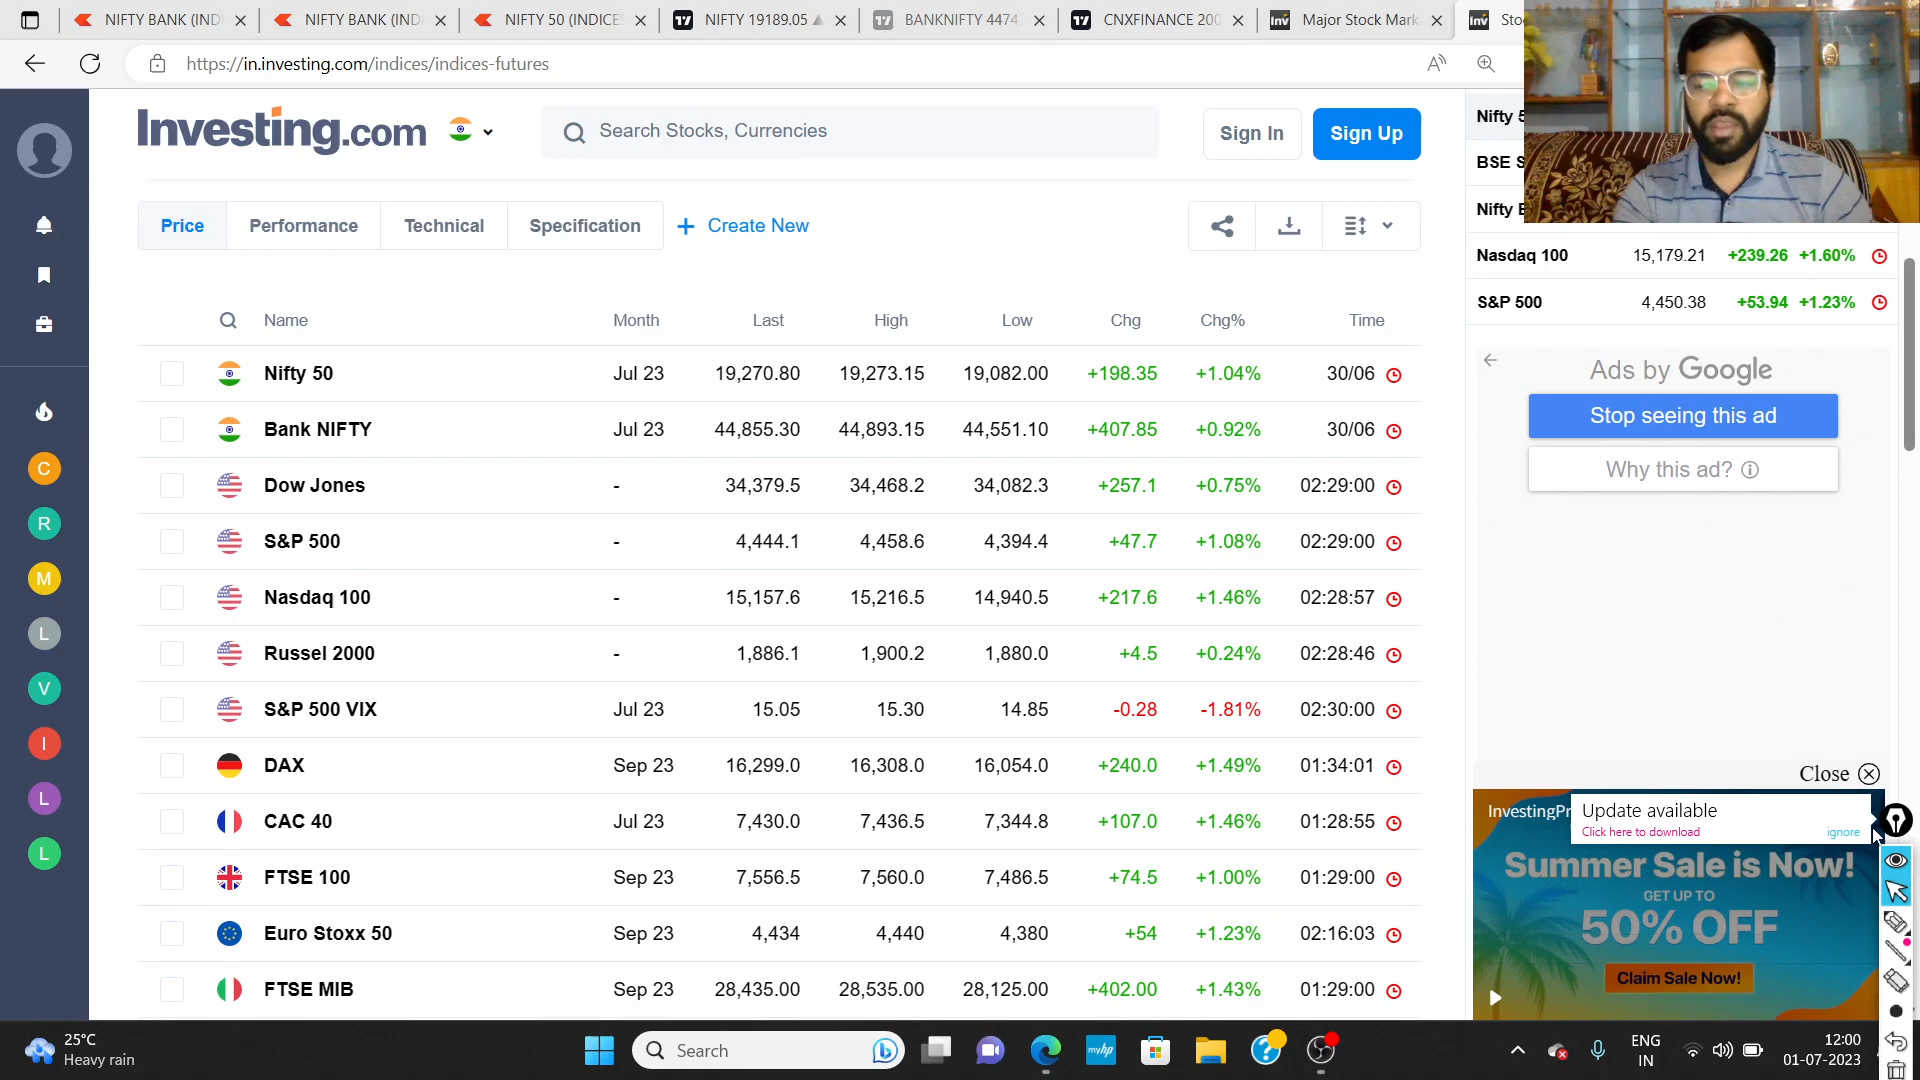 NIFTY BANK (IND
NIFTY BANK (IND
NIFTY 50 (INDICES
NIFTY 19189.05
BANKNIFTY 4474
CNXFINANCE 200
Major Stock Mark
Sto
https://in.investing.com/indices/indices-futures
Investing.com
Search Stocks, Currencies
Sign In
Sign Up
Price
Performance
Technical
Specification
+ Create New
Name Month Last High Low Chg Chg% Time
Nifty 50 Jul 23 19,270.80 19,273.15 19,082.00 +198.35 +1.04% 30/06
Bank NIFTY Jul 23 44,855.30 44,893.15 44,551.10 +407.85 +0.92% 30/06
Dow Jones - 34,379.5 34,468.2 34,082.3 +257.1 +0.75% 02:29:00
S&P 500 - 4,444.1 4,458.6 4,394.4 +47.7 +1.08% 02:29:00
Nasdaq 100 - 15,157.6 15,216.5 14,940.5 +217.6 +1.46% 02:28:57
Russel 2000 - 1,886.1 1,900.2 1,880.0 +4.5 +0.24% 02:28:46
S&P 500 VIX Jul 23 15.05 15.30 14.85 -0.28 -1.81% 02:30:00
DAX Sep 23 16,299.0 16,308.0 16,054.0 +240.0 +1.49% 01:34:01
CAC 40 Jul 23 7,430.0 7,436.5 7,344.8 +107.0 +1.46% 01:28:55
FTSE 100 Sep 23 7,556.5 7,560.0 7,486.5 +74.5 +1.00% 01:29:00
Euro Stoxx 50 Sep 23 4,434 4,440 4,380 +54 +1.23% 02:16:03
FTSE MIB Sep 23 28,435.00 28,535.00 28,125.00 +402.00 +1.43% 01:29:00
C
R
M
L
V
I
L
L
Nifty 5
BSE S
Nifty B
Nasdaq 100 15,179.21 +239.26 +1.60%
S&P 500 4,450.38 +53.94 +1.23%
Ads by Google
Stop seeing this ad
Why this ad?
Close
InvestingPr
Update available
Click here to download ignore
Summer Sale is Now!
GET UP TO
50% OFF
Claim Sale Now!
25°C
Heavy rain
Search
myhp
ENG
IN
12:00
01-07-2023